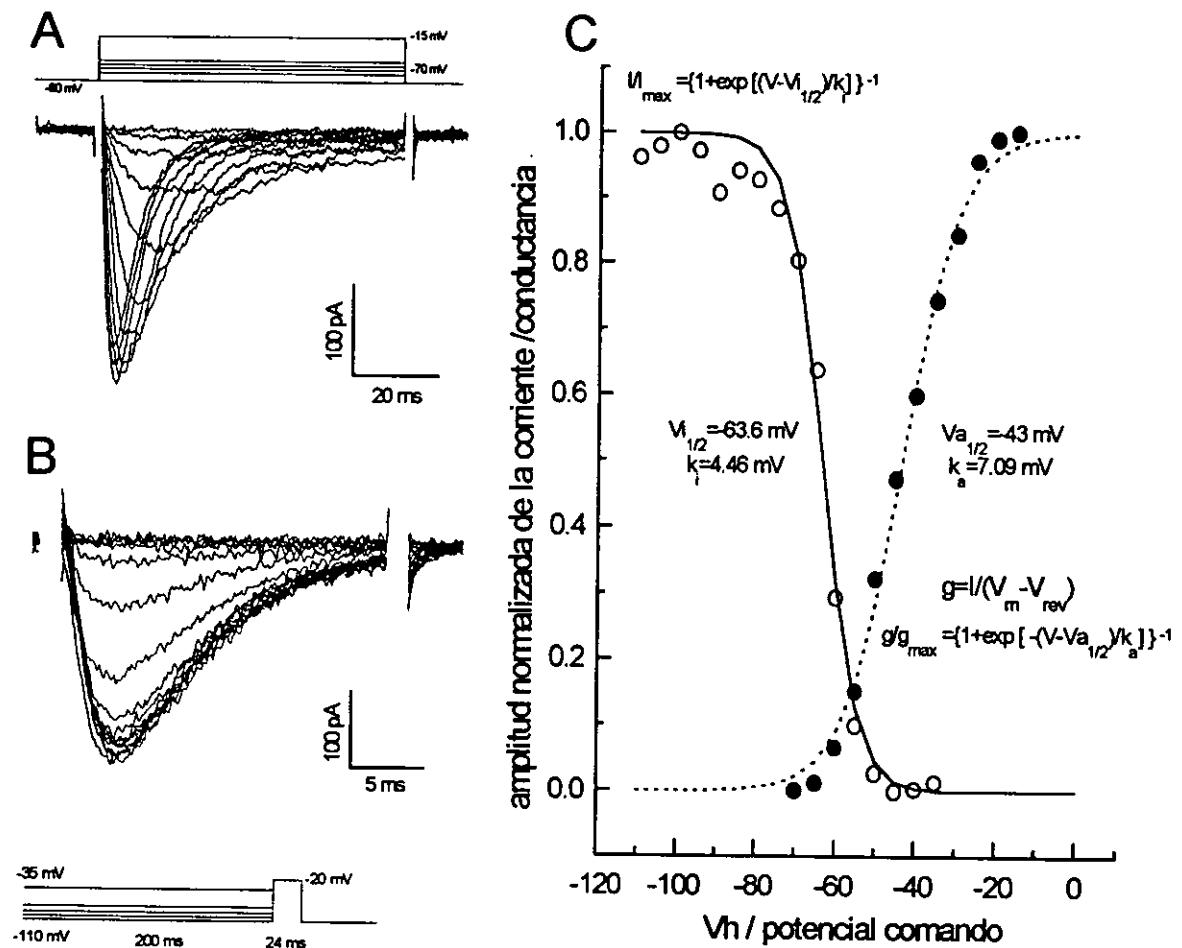 A
-15 mV
-70 mV
-80 mV
100 pA
20 ms
B
100 pA
5 ms
-35 mV
-20 mV
-110 mV
200 ms
24 ms
C
I/I_max ={1+exp [(V-Vi_1/2)/k_i] }^-1
amplitud normalizada de la corriente /conductancia
1.0
0.8
0.6
0.4
0.2
0.0
Vi_1/2=-63.6 mV
k_i=4.46 mV
Va_1/2=-43 mV
k_a=7.09 mV
g=I/(V_m-V_rev)
g/g_max ={1+exp [ -(V-Va_1/2)/k_a] }^-1
-120 -100 -80 -60 -40 -20 0
Vh / potencial comando